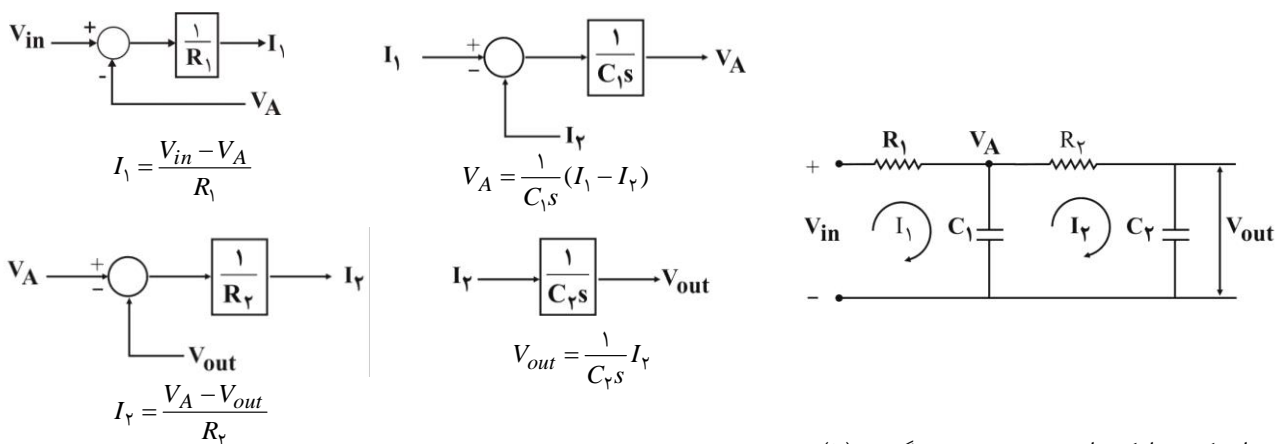 Vin + - ۱/R۱ I۱ VA
I۱ = (Vin − VA)/R۱
I۱ + − ۱/(C۱s) VA I۲
VA = ۱/(C۱s) (I۱ − I۲)
VA + − ۱/R۲ I۲ Vout
I۲ = (VA − Vout)/R۲
I۲ ۱/(C۲s) Vout
Vout = ۱/(C۲s) I۲
R۱ VA R۲
+
Vin I۱ C۱ I۲ C۲ Vout
−